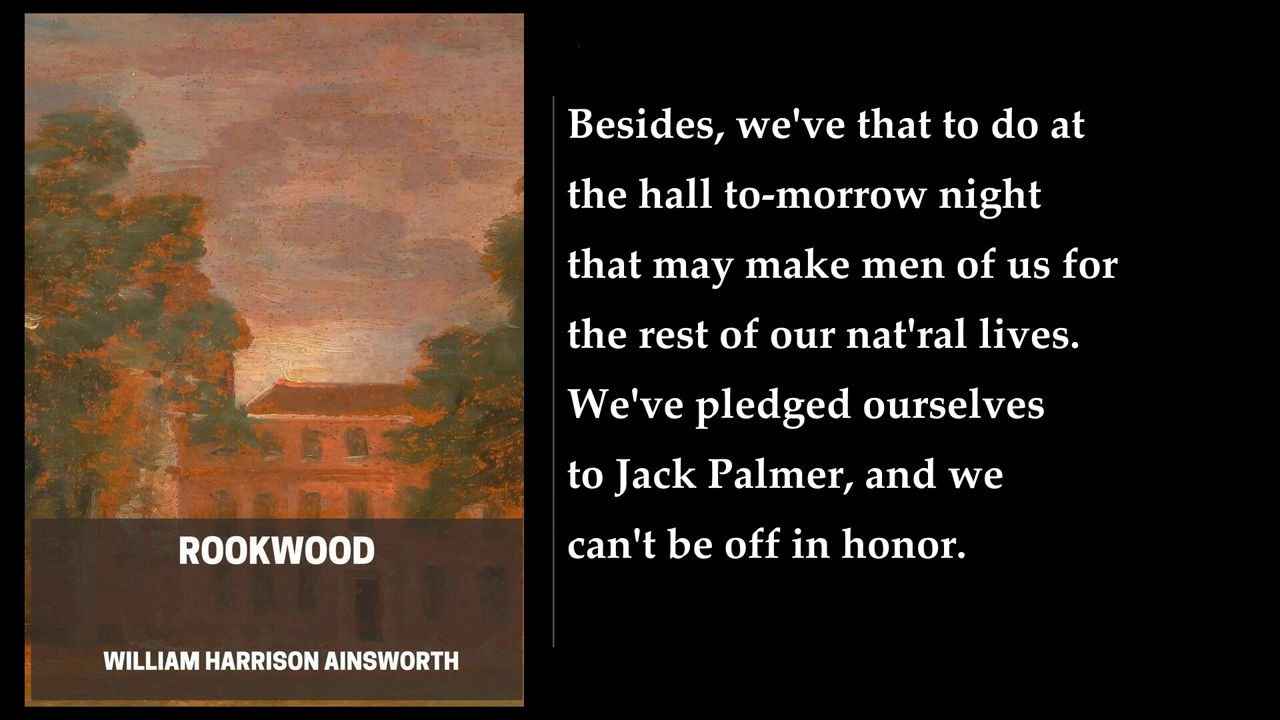 ROOKWOOD
WILLIAM HARRISON AINSWORTH
Besides, we've that to do at
the hall to-morrow night
that may make men of us for
the rest of our nat'ral lives.
We've pledged ourselves
to Jack Palmer, and we
can't be off in honor.